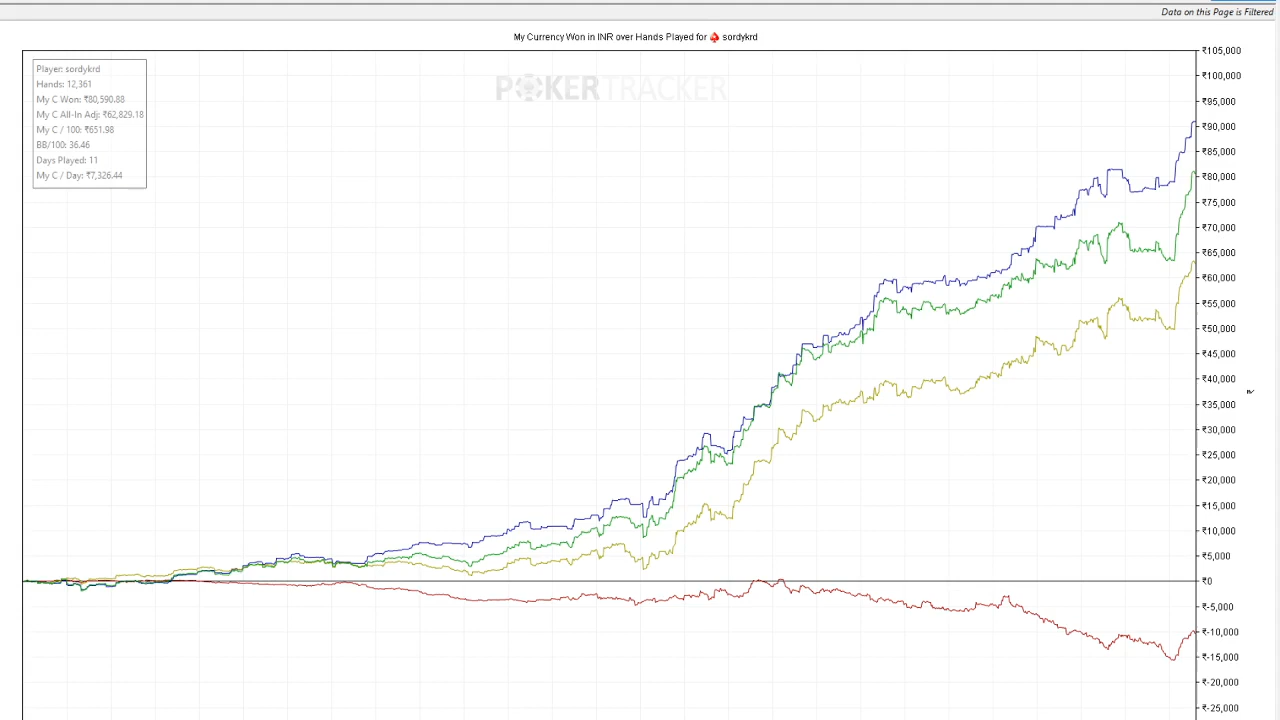 Data on this Page is Filtered
My Currency Won in INR over Hands Played for sordykrd
POKERTRACKER
Player: sordykrd
Hands: 12,361
My C Won: ₹80,590.88
My C All-In Adj: ₹62,829.18
My C / 100: ₹651.98
BB/100: 36.46
Days Played: 11
My C / Day: ₹7,326.44
₹105,000
₹100,000
₹95,000
₹90,000
₹85,000
₹80,000
₹75,000
₹70,000
₹65,000
₹60,000
₹55,000
₹50,000
₹45,000
₹40,000
₹35,000
₹30,000
₹25,000
₹20,000
₹15,000
₹10,000
₹5,000
₹0
₹-5,000
₹-10,000
₹-15,000
₹-20,000
₹-25,000
₹